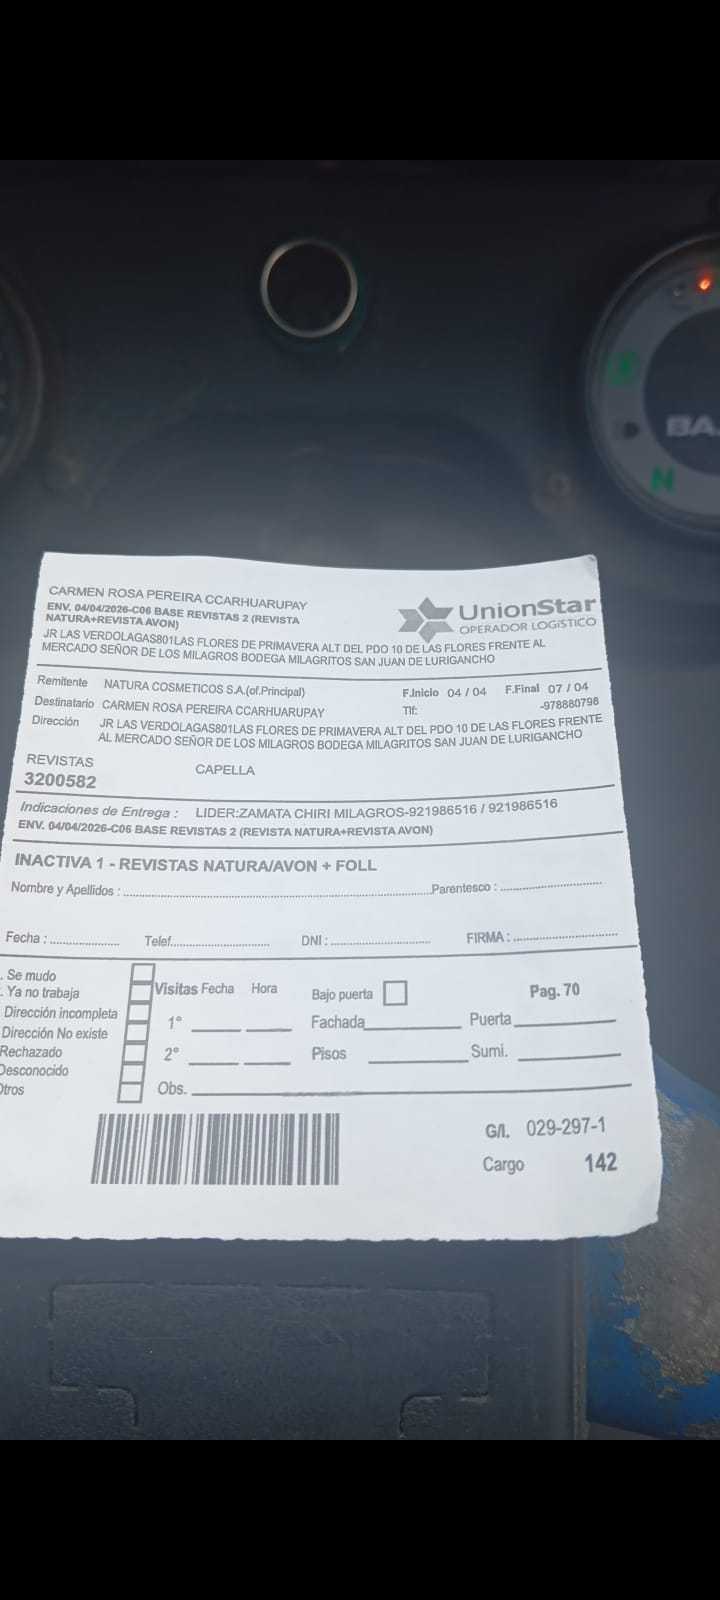 CARMEN ROSA PEREIRA CCARHUARUPAY
ENV. 04/04/2026-C06 BASE REVISTAS 2 (REVISTA
NATURA+REVISTA AVON)
UnionStar
OPERADOR LOGISTICO
JR LAS VERDOLAGAS801LAS FLORES DE PRIMAVERA ALT DEL PDO 10 DE LAS FLORES FRENTE AL
MERCADO SEÑOR DE LOS MILAGROS BODEGA MILAGRITOS SAN JUAN DE LURIGANCHO
Remitente NATURA COSMETICOS S.A.(of.Principal) F.Inicio 04 / 04 F.Final 07 / 04
Destinatario CARMEN ROSA PEREIRA CCARHUARUPAY Tlf: -978880798
Dirección JR LAS VERDOLAGAS801LAS FLORES DE PRIMAVERA ALT DEL PDO 10 DE LAS FLORES FRENTE
AL MERCADO SEÑOR DE LOS MILAGROS BODEGA MILAGRITOS SAN JUAN DE LURIGANCHO
REVISTAS CAPELLA
3200582
Indicaciones de Entrega : LIDER:ZAMATA CHIRI MILAGROS-921986516 / 921986516
ENV. 04/04/2026-C06 BASE REVISTAS 2 (REVISTA NATURA+REVISTA AVON)
INACTIVA 1 - REVISTAS NATURA/AVON + FOLL
Nombre y Apellidos : Parentesco :
Fecha : Telef. DNI : FIRMA :
. Se mudo
. Ya no trabaja
Dirección incompleta
Dirección No existe
Rechazado
Desconocido
Otros
Visitas Fecha Hora Bajo puerta Pag. 70
1° Fachada Puerta
2° Pisos Sumi.
Obs.
G/I. 029-297-1
Cargo 142
BAJ
N